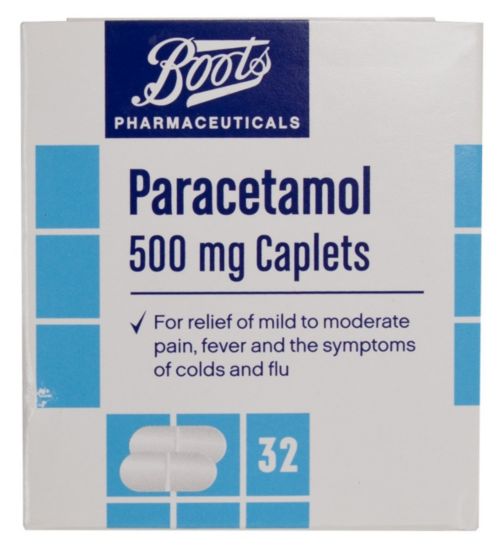 Boots
PHARMACEUTICALS
Paracetamol
500 mg Caplets
✓ For relief of mild to moderate
pain, fever and the symptoms
of colds and flu
32